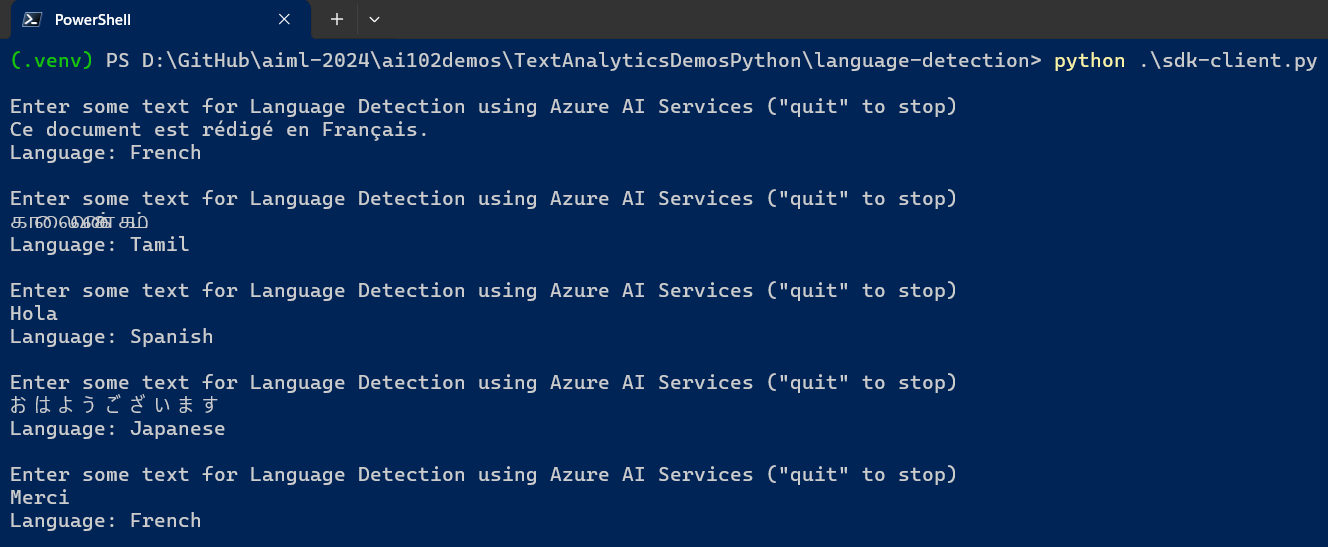 PowerShell
(.venv) PS D:\GitHub\aiml-2024\ai102demos\TextAnalyticsDemosPython\language-detection> python .\sdk-client.py
Enter some text for Language Detection using Azure AI Services ("quit" to stop)
Ce document est rédigé en Français.
Language: French
Enter some text for Language Detection using Azure AI Services ("quit" to stop)
Language: Tamil
Enter some text for Language Detection using Azure AI Services ("quit" to stop)
Hola
Language: Spanish
Enter some text for Language Detection using Azure AI Services ("quit" to stop)
おはようございます
Language: Japanese
Enter some text for Language Detection using Azure AI Services ("quit" to stop)
Merci
Language: French